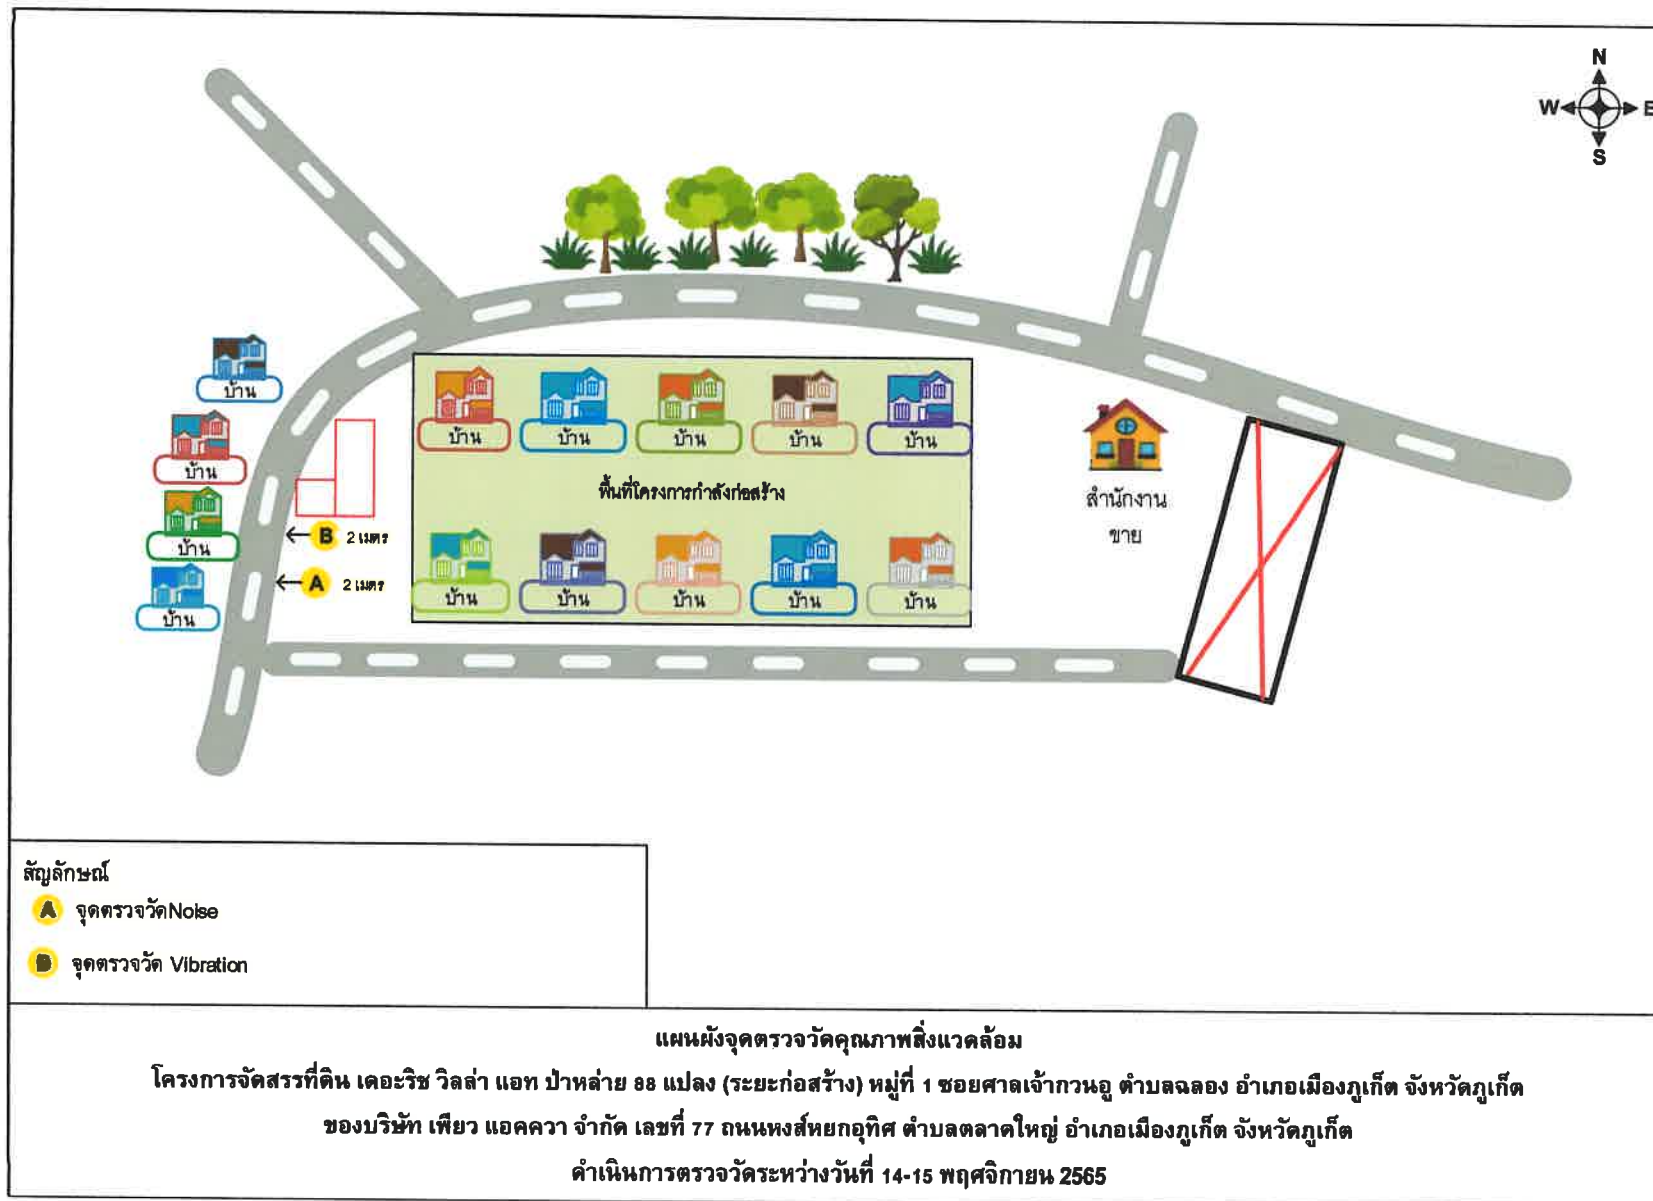 N
W E
S
บ้าน
บ้าน
บ้าน
บ้าน
บ้าน บ้าน บ้าน บ้าน บ้าน
พื้นที่โครงการกำลังก่อสร้าง
บ้าน บ้าน บ้าน บ้าน บ้าน
สำนักงาน
ขาย
B 2 เมตร
A 2 เมตร
สัญลักษณ์
A จุดตรวจวัดNoise
B จุดตรวจวัด Vibration
แผนผังจุดตรวจวัดคุณภาพสิ่งแวดล้อม
โครงการจัดสรรที่ดิน เดอะริช วิลล่า แอท ป่าหล่าย 88 แปลง (ระยะก่อสร้าง) หมู่ที่ 1 ซอยศาลเจ้ากวนอู ตำบลฉลอง อำเภอเมืองภูเก็ต จังหวัดภูเก็ต
ของบริษัท เพียว แอคควา จำกัด เลขที่ 77 ถนนหงส์หยกอุทิศ ตำบลตลาดใหญ่ อำเภอเมืองภูเก็ต จังหวัดภูเก็ต
ดำเนินการตรวจวัดระหว่างวันที่ 14-15 พฤศจิกายน 2565